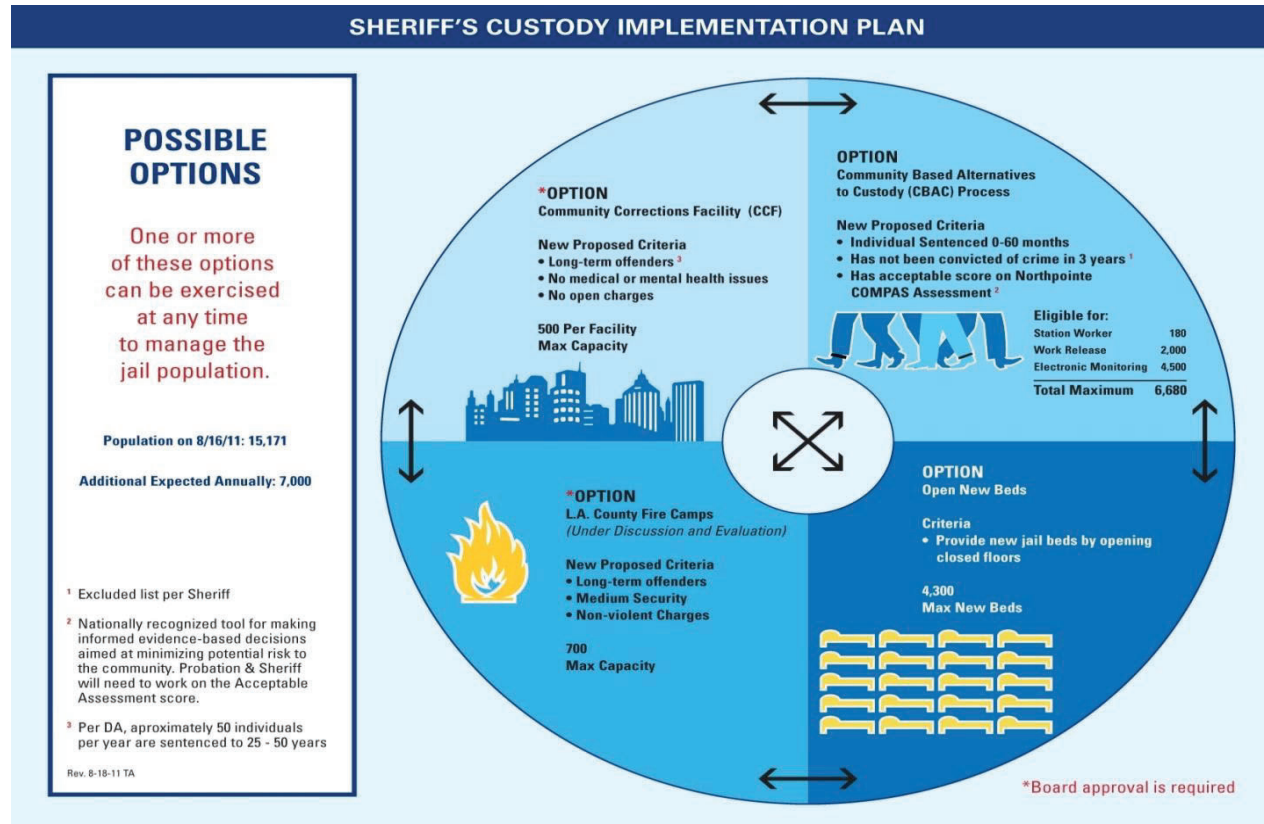 SHERIFF'S CUSTODY IMPLEMENTATION PLAN
POSSIBLE
OPTIONS
One or more
of these options
can be exercised
at any time
to manage the
jail population.
Population on 8/16/11: 15,171
Additional Expected Annually: 7,000
1 Excluded list per Sheriff
2 Nationally recognized tool for making
informed evidence-based decisions
aimed at minimizing potential risk to
the community. Probation & Sheriff
will need to work on the Acceptable
Assessment score.
3 Per DA, aproximately 50 individuals
per year are sentenced to 25 - 50 years
Rev. 8-18-11 TA
*OPTION
Community Corrections Facility (CCF)
New Proposed Criteria
• Long-term offenders 3
• No medical or mental health issues
• No open charges
500 Per Facility
Max Capacity
OPTION
Community Based Alternatives
to Custody (CBAC) Process
New Proposed Criteria
• Individual Sentenced 0-60 months
• Has not been convicted of crime in 3 years 1
• Has acceptable score on Northpointe
COMPAS Assessment 2
Eligible for:
Station Worker 180
Work Release 2,000
Electronic Monitoring 4,500
Total Maximum 6,680
*OPTION
L.A. County Fire Camps
(Under Discussion and Evaluation)
New Proposed Criteria
• Long-term offenders
• Medium Security
• Non-violent Charges
700
Max Capacity
OPTION
Open New Beds
Criteria
• Provide new jail beds by opening
closed floors
4,300
Max New Beds
*Board approval is required